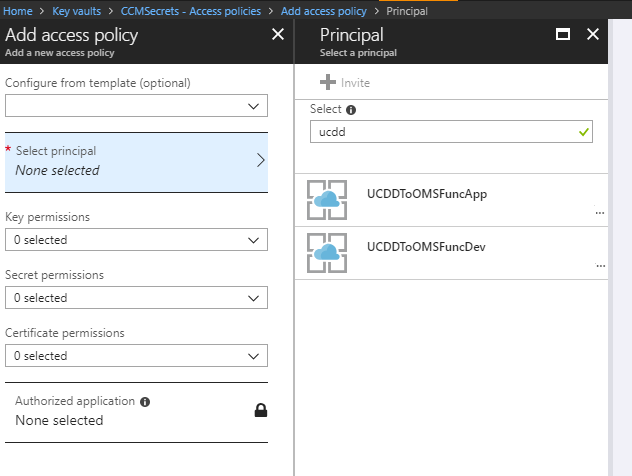 Home > Key vaults > CCMSecrets - Access policies > Add access policy > Principal
Add access policy
Add a new access policy
Configure from template (optional)
* Select principal
None selected
Key permissions
0 selected
Secret permissions
0 selected
Certificate permissions
0 selected
Authorized application
None selected
Principal
Select a principal
Invite
Select
ucdd
UCDDToOMSFuncApp
...
UCDDToOMSFuncDev
...